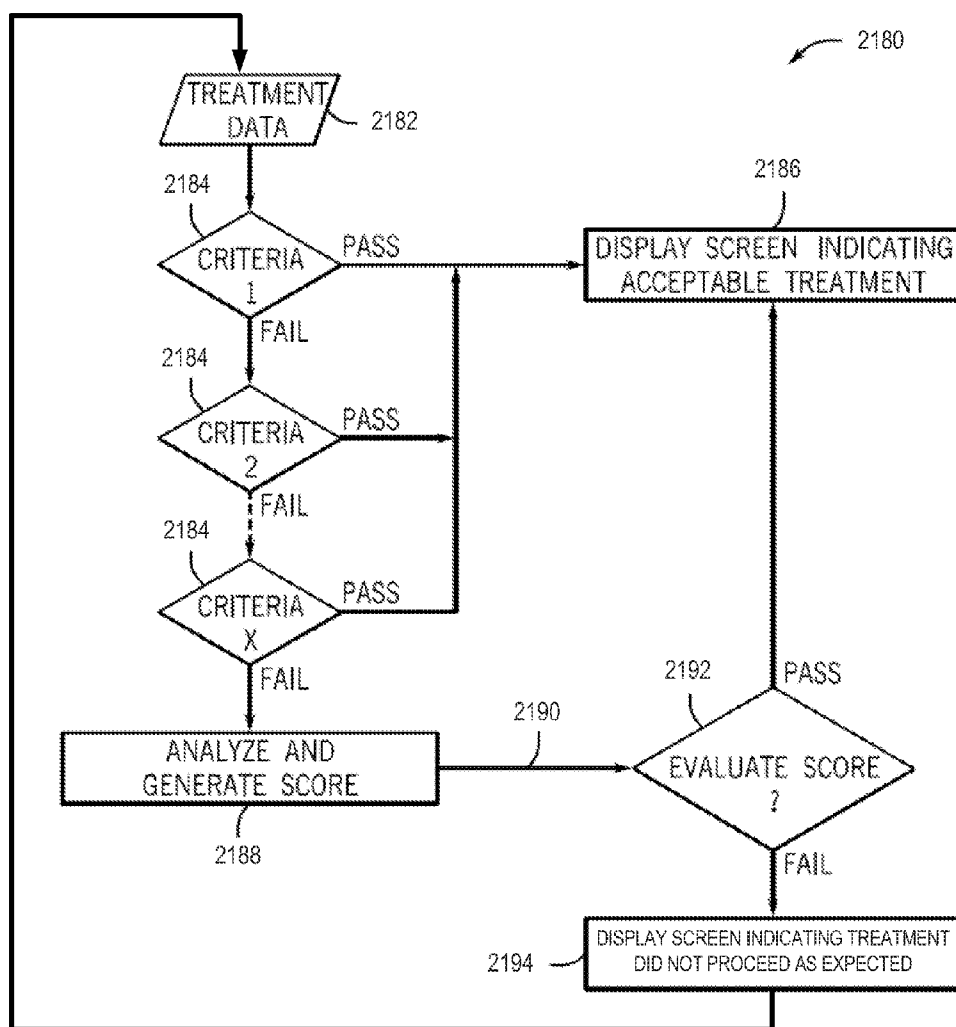 2180
TREATMENT
DATA
2182
2184
CRITERIA
1
PASS
FAIL
2186
DISPLAY SCREEN INDICATING
ACCEPTABLE TREATMENT
2184
CRITERIA
2
PASS
FAIL
2184
CRITERIA
X
PASS
FAIL
ANALYZE AND
GENERATE SCORE
2188
2190
2192
PASS
EVALUATE SCORE
?
FAIL
2194
DISPLAY SCREEN INDICATING TREATMENT
DID NOT PROCEED AS EXPECTED